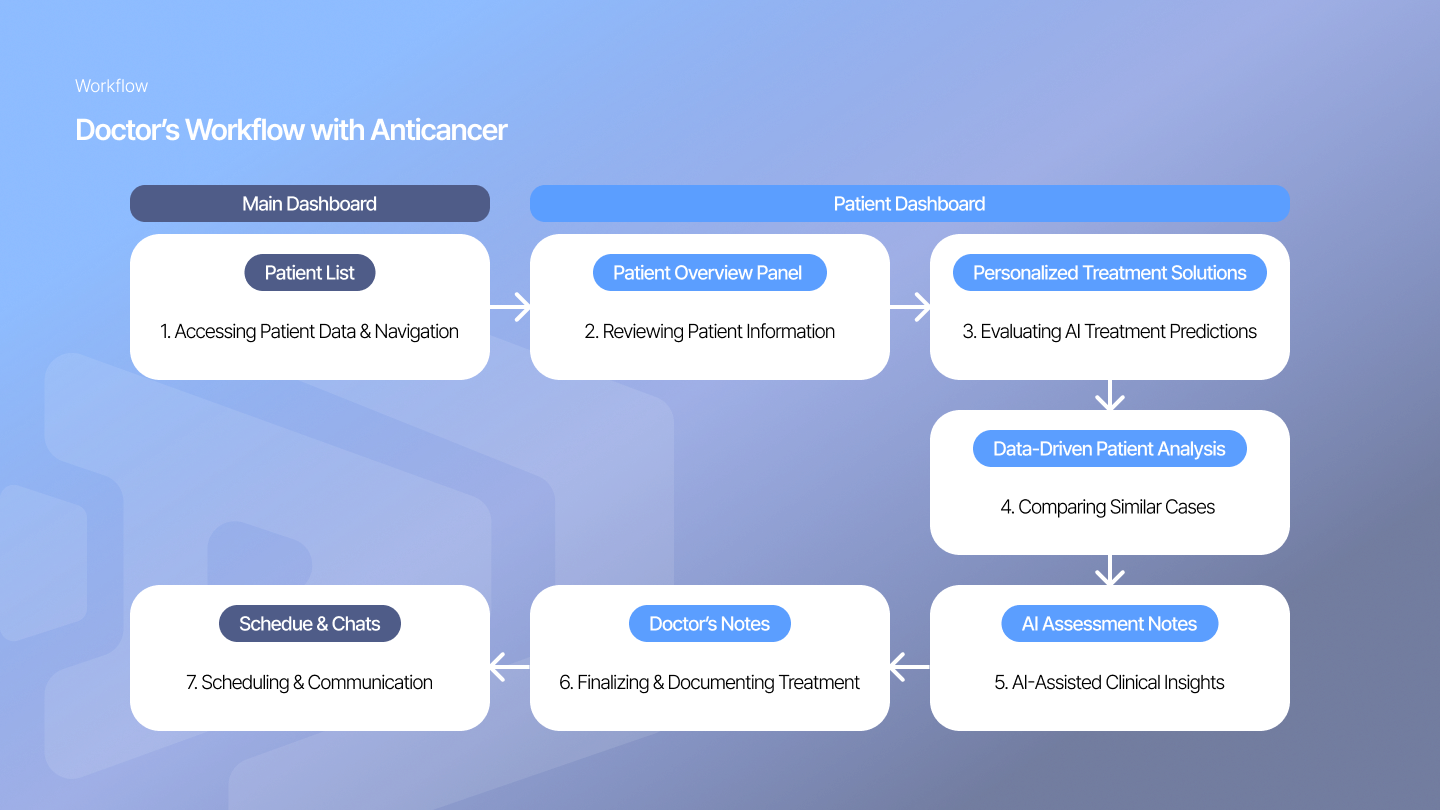 Workflow
Doctor’s Workflow with Anticancer
Main Dashboard
Patient Dashboard
Patient List
1. Accessing Patient Data & Navigation
Patient Overview Panel
2. Reviewing Patient Information
Personalized Treatment Solutions
3. Evaluating AI Treatment Predictions
Data-Driven Patient Analysis
4. Comparing Similar Cases
AI Assessment Notes
5. AI-Assisted Clinical Insights
Doctor’s Notes
6. Finalizing & Documenting Treatment
Schedue & Chats
7. Scheduling & Communication